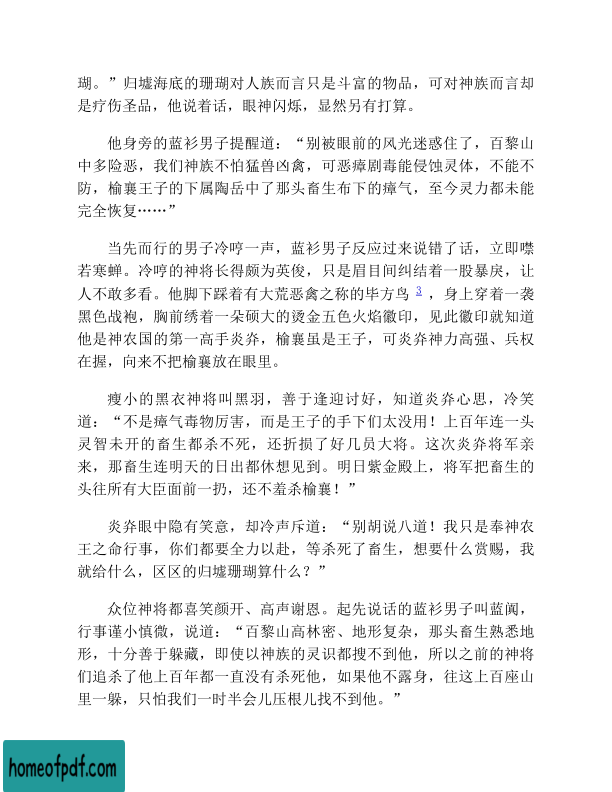 瑚。”归墟海底的珊瑚对人族而言只是斗富的物品，可对神族而言却
是疗伤圣品，他说着话，眼神闪烁，显然另有打算。
他身旁的蓝衫男子提醒道：“别被眼前的风光迷惑住了，百黎山
中多险恶，我们神族不怕猛兽凶禽，可恶瘴剧毒能侵蚀灵体，不能不
防，榆襄王子的下属陶岳中了那头畜生布下的瘴气，至今灵力都未能
完全恢复……”
当先而行的男子冷哼一声，蓝衫男子反应过来说错了话，立即噤
若寒蝉。冷哼的神将长得颇为英俊，只是眉目间纠结着一股暴戾，让
人不敢多看。他脚下踩着有大荒恶禽之称的毕方鸟 3 ，身上穿着一袭
黑色战袍，胸前绣着一朵硕大的烫金五色火焰徽印，见此徽印就知道
他是神农国的第一高手炎灷，榆襄虽是王子，可炎灷神力高强、兵权
在握，向来不把榆襄放在眼里。
瘦小的黑衣神将叫黑羽，善于逢迎讨好，知道炎灷心思，冷笑
道：“不是瘴气毒物厉害，而是王子的手下们太没用！上百年连一头
灵智未开的畜生都杀不死，还折损了好几员大将。这次炎灷将军亲
来，那畜生连明天的日出都休想见到。明日紫金殿上，将军把畜生的
头往所有大臣面前一扔，还不羞杀榆襄！”
炎灷眼中隐有笑意，却冷声斥道：“别胡说八道！我只是奉神农
王之命行事，你们都要全力以赴，等杀死了畜生，想要什么赏赐，我
就给什么，区区的归墟珊瑚算什么？”
众位神将都喜笑颜开、高声谢恩。起先说话的蓝衫男子叫蓝阗，
行事谨小慎微，说道：“百黎山高林密、地形复杂，那头畜生熟悉地
形，十分善于躲藏，即使以神族的灵识都搜不到他，所以之前的神将
们追杀了他上百年都一直没有杀死他，如果他不露身，往这上百座山
里一躲，只怕我们一时半会儿压根儿找不到他。”
homeofpdf.com